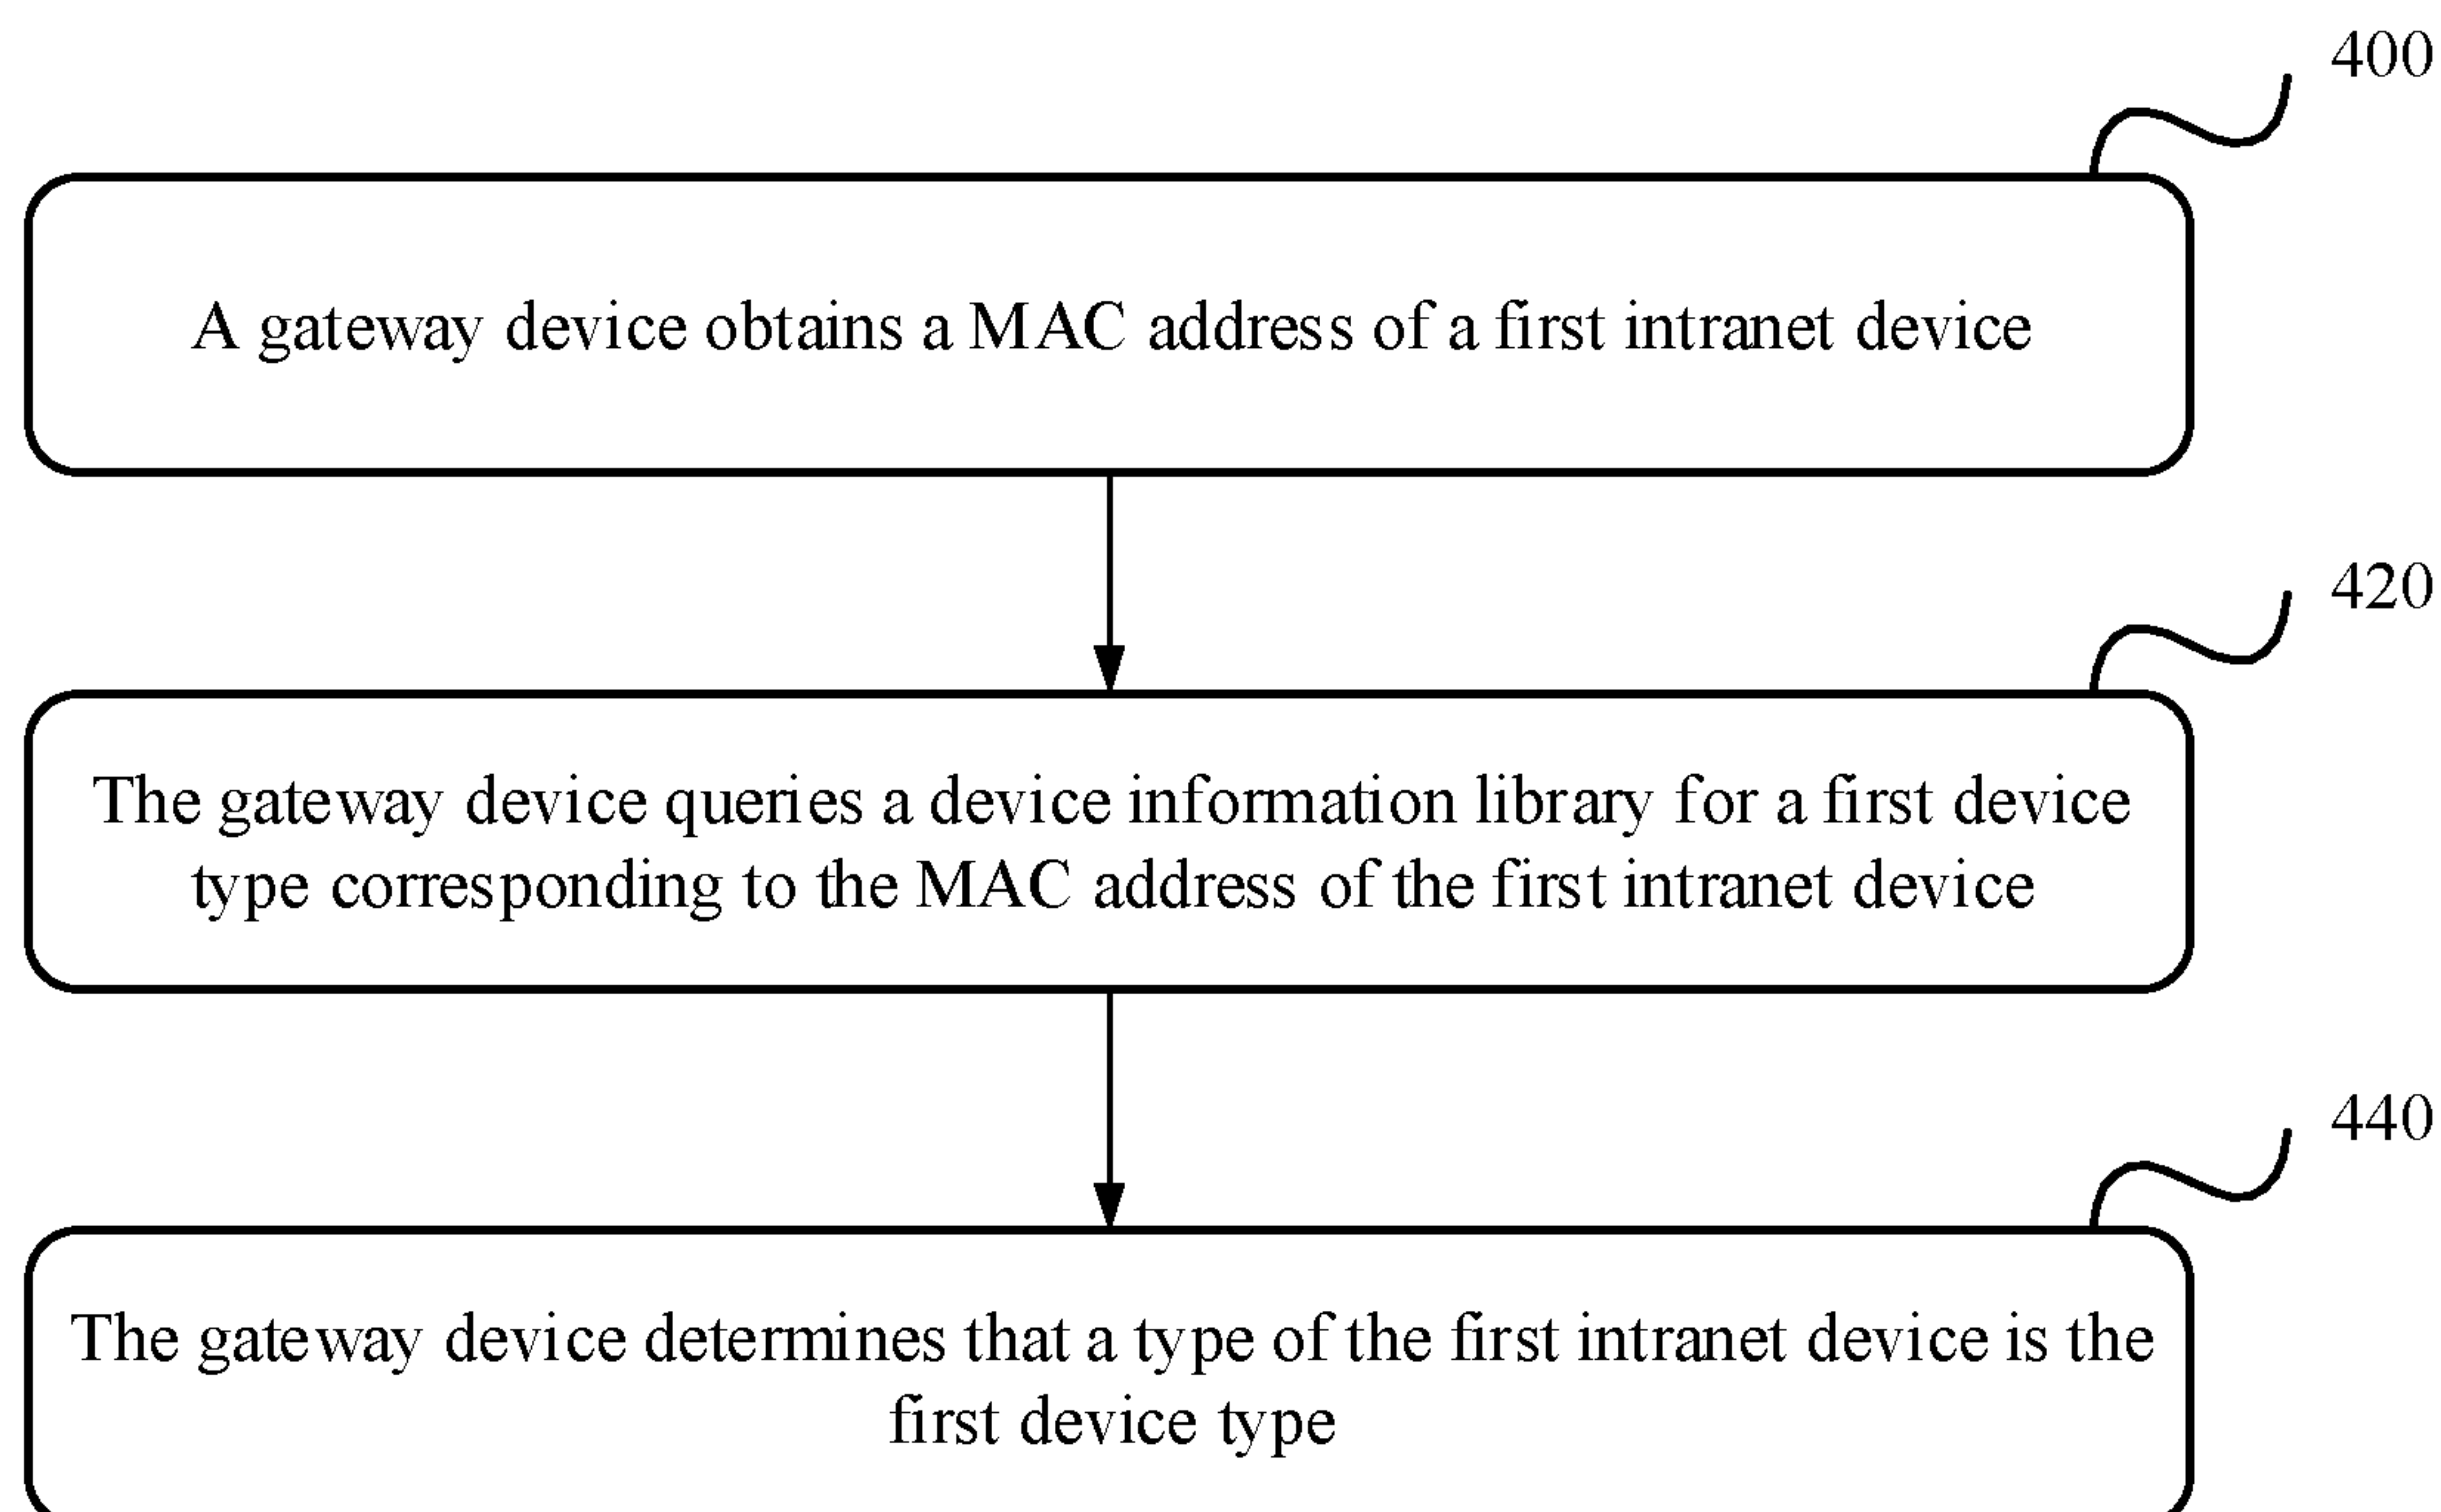 400
A gateway device obtains a MAC address of a first intranet device
420
The gateway device queries a device information library for a first device
type corresponding to the MAC address of the first intranet device
440
The gateway device determines that a type of the first intranet device is the
first device type